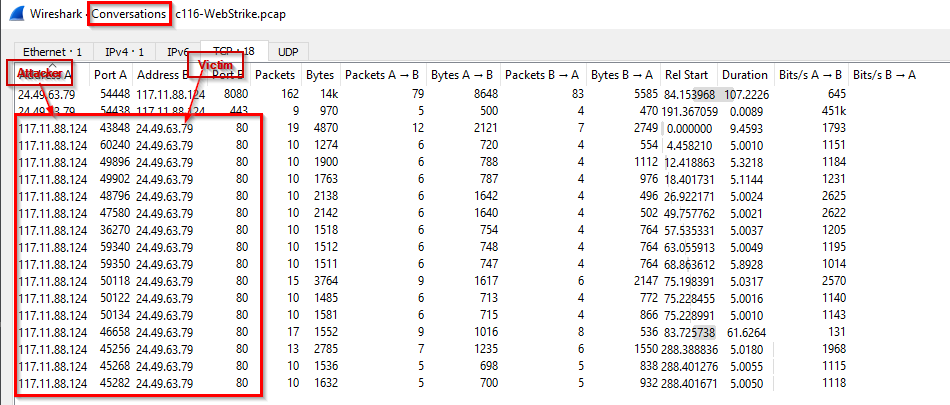 Wireshark · Conversations · c116-WebStrike.pcap
Ethernet · 1 IPv4 · 1 IPv6 TCP · 18 UDP
Attacker Victim
Address A Port A Address B Port B Packets Bytes Packets A → B Bytes A → B Packets B → A Bytes B → A Rel Start Duration Bits/s A → B Bits/s B → A
24.49.63.79 54448 117.11.88.124 8080 162 14k 79 8648 83 5585 84.153968 107.2226 645
24.49.63.79 54438 117.11.88.124 443 9 970 5 500 4 470 191.367059 0.0089 451k
117.11.88.124 43848 24.49.63.79 80 19 4870 12 2121 7 2749 0.000000 9.4593 1793
117.11.88.124 60240 24.49.63.79 80 10 1274 6 720 4 554 4.458210 5.0010 1151
117.11.88.124 49896 24.49.63.79 80 10 1900 6 788 4 1112 12.418863 5.3218 1184
117.11.88.124 49902 24.49.63.79 80 10 1763 6 787 4 976 18.401731 5.1144 1231
117.11.88.124 48796 24.49.63.79 80 10 2138 6 1642 4 496 26.922171 5.0024 2625
117.11.88.124 47580 24.49.63.79 80 10 2142 6 1640 4 502 49.757762 5.0021 2622
117.11.88.124 36270 24.49.63.79 80 10 1518 6 754 4 764 57.535331 5.0037 1205
117.11.88.124 59340 24.49.63.79 80 10 1512 6 748 4 764 63.055913 5.0049 1195
117.11.88.124 59350 24.49.63.79 80 10 1511 6 747 4 764 68.863612 5.8928 1014
117.11.88.124 50118 24.49.63.79 80 15 3764 9 1617 6 2147 75.198391 5.0317 2570
117.11.88.124 50122 24.49.63.79 80 10 1485 6 713 4 772 75.228455 5.0016 1140
117.11.88.124 50134 24.49.63.79 80 10 1581 6 715 4 866 75.228991 5.0010 1143
117.11.88.124 46658 24.49.63.79 80 17 1552 9 1016 8 536 83.725738 61.6264 131
117.11.88.124 45256 24.49.63.79 80 13 2785 7 1235 6 1550 288.388836 5.0180 1968
117.11.88.124 45268 24.49.63.79 80 10 1536 5 698 5 838 288.401276 5.0055 1115
117.11.88.124 45282 24.49.63.79 80 10 1632 5 700 5 932 288.401671 5.0050 1118